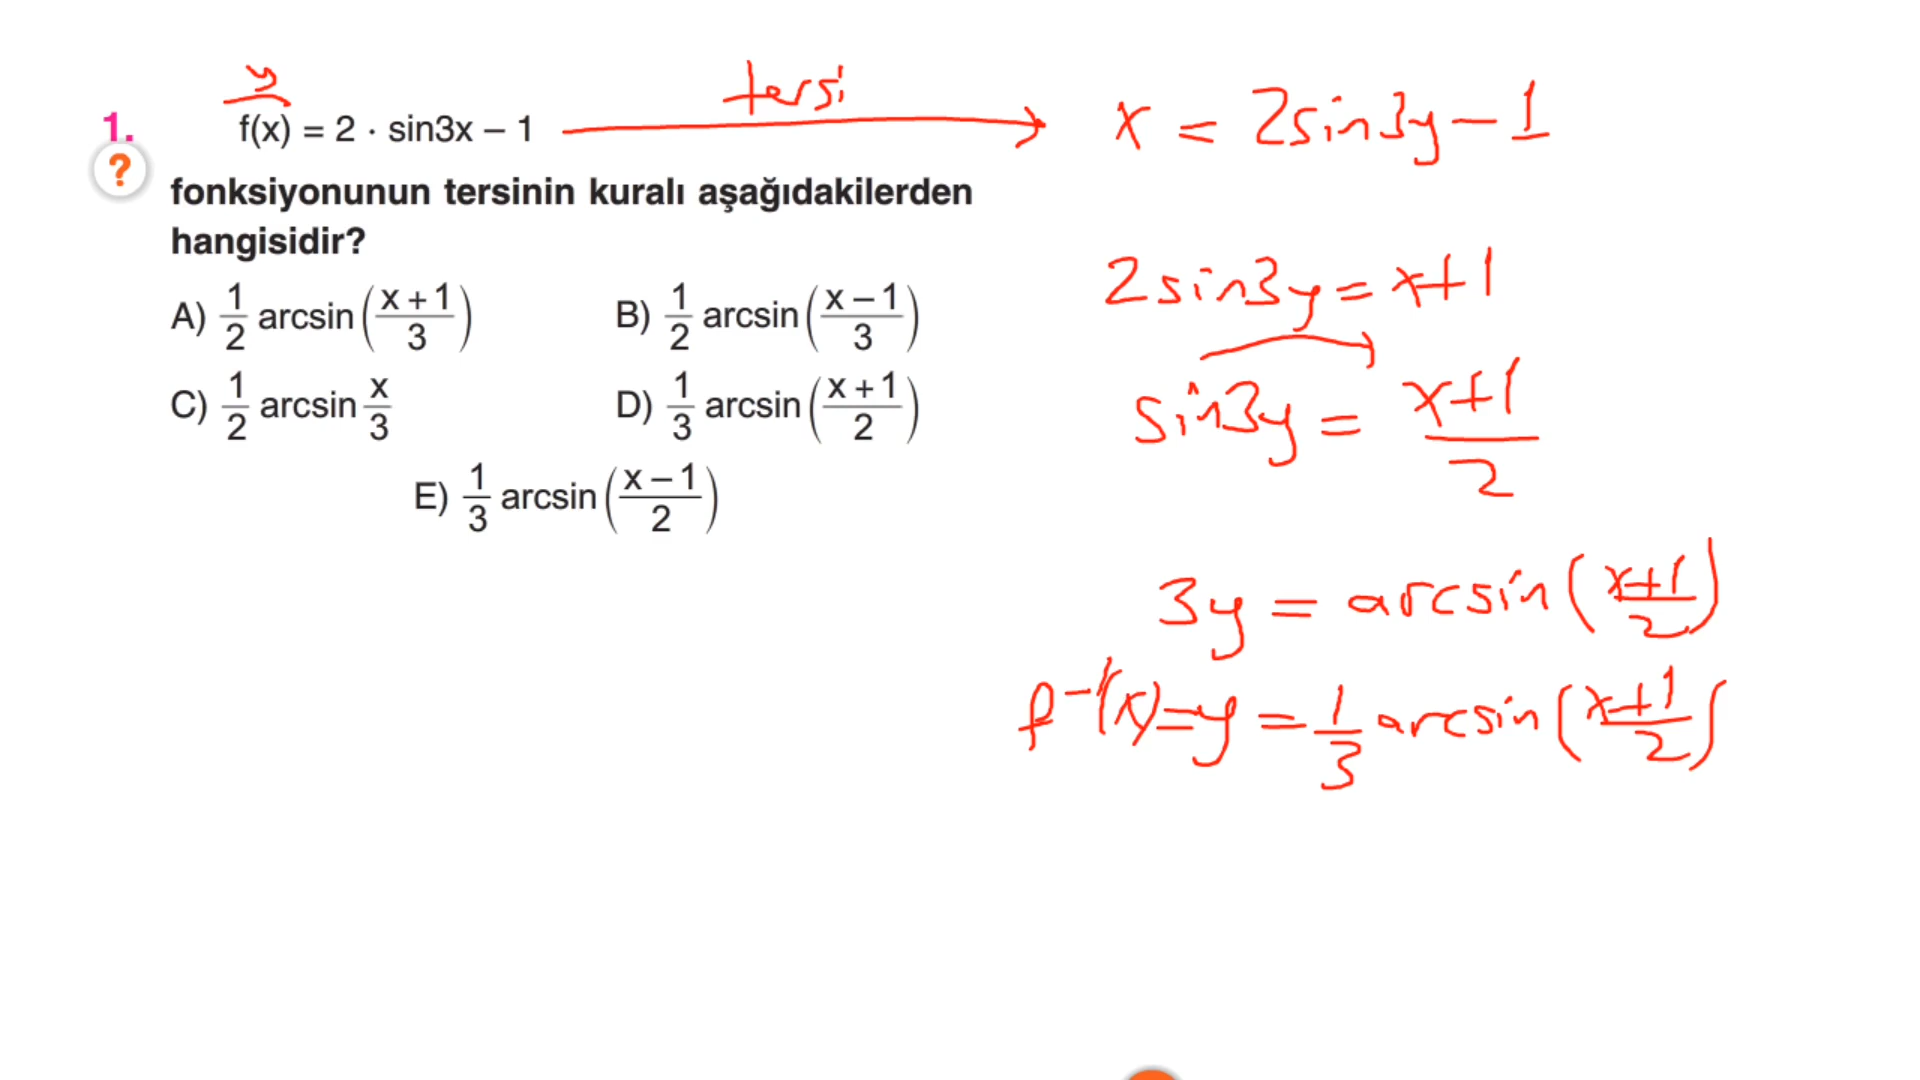 y
1. f(x) = 2 · sin3x – 1
?
fonksiyonunun tersinin kuralı aşağıdakilerden
hangisidir?
A) 1/2 arcsin((x + 1)/3)
B) 1/2 arcsin((x – 1)/3)
C) 1/2 arcsin x/3
D) 1/3 arcsin((x + 1)/2)
E) 1/3 arcsin((x – 1)/2)
tersi
x = 2sin3y – 1
2sin3y = x+1
sin3y = (x+1)/2
3y = arcsin((x+1)/2)
f⁻¹(x) = y = 1/3 arcsin((x+1)/2)